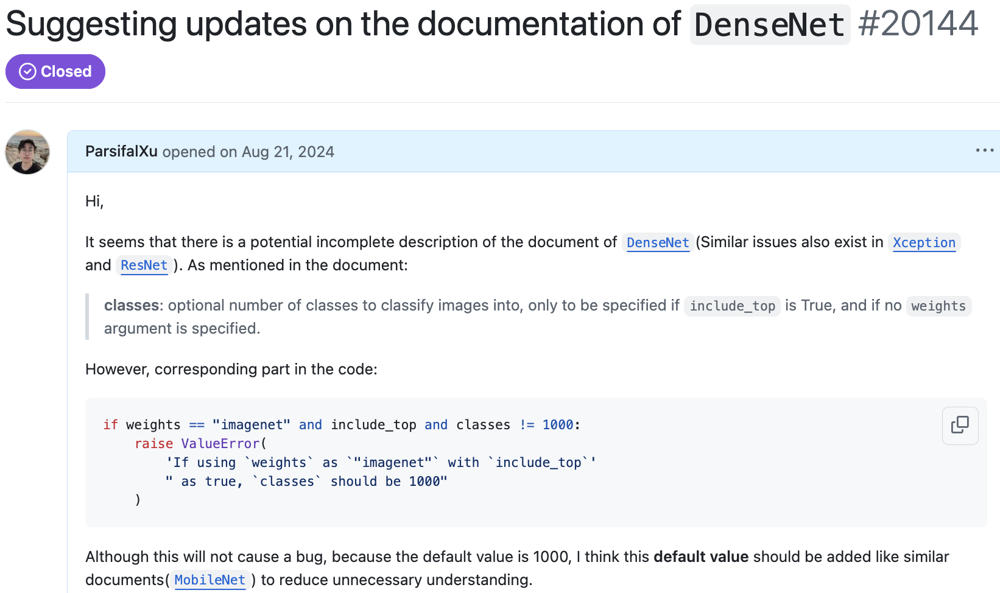 Suggesting updates on the documentation of DenseNet #20144
Closed
ParsifalXu opened on Aug 21, 2024
Hi,
It seems that there is a potential incomplete description of the document of DenseNet (Similar issues also exist in Xception
and ResNet ). As mentioned in the document:
classes: optional number of classes to classify images into, only to be specified if include_top is True, and if no weights
argument is specified.
However, corresponding part in the code:
if weights == "imagenet" and include_top and classes != 1000:
    raise ValueError(
        'If using `weights` as `"imagenet"` with `include_top`'
        " as true, `classes` should be 1000"
    )
Although this will not cause a bug, because the default value is 1000, I think this default value should be added like similar
documents( MobileNet ) to reduce unnecessary understanding.